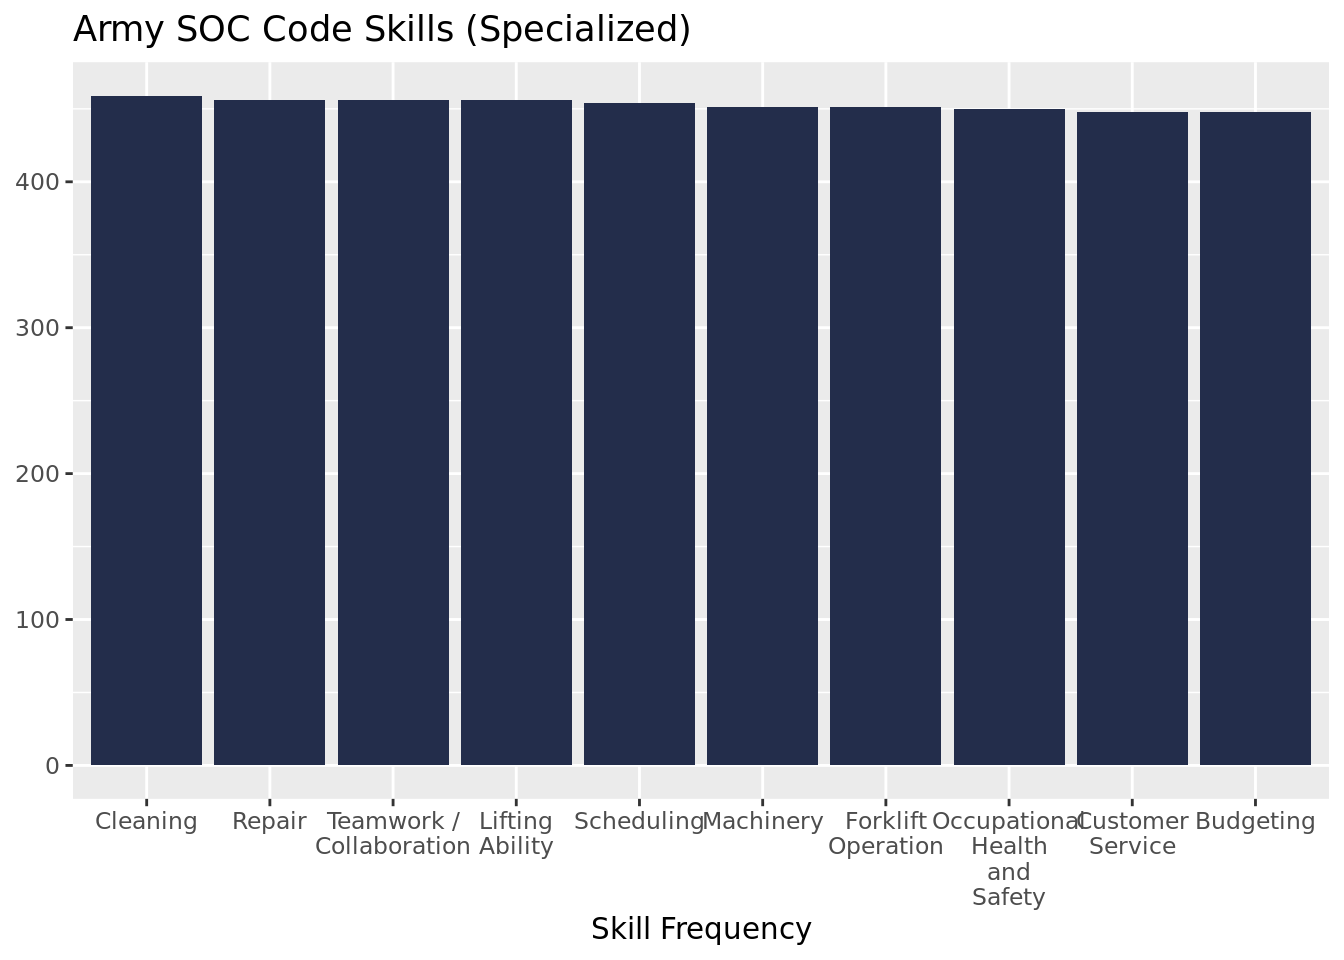 Army SOC Code Skills (Specialized)
400
300
200
100
0
Cleaning
Repair
Teamwork /
Collaboration
Lifting
Ability
Scheduling
Machinery
Forklift
Operation
Occupational
Health
and
Safety
Customer
Service
Budgeting
Skill Frequency